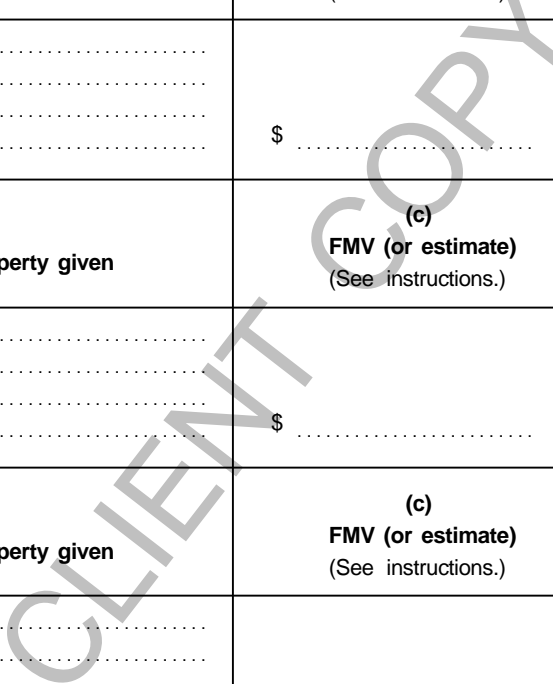 $
(c)
FMV (or estimate)
perty given
(See instructions.)
$
(c)
FMV (or estimate)
perty given
(See instructions.)
CLIENT COPY